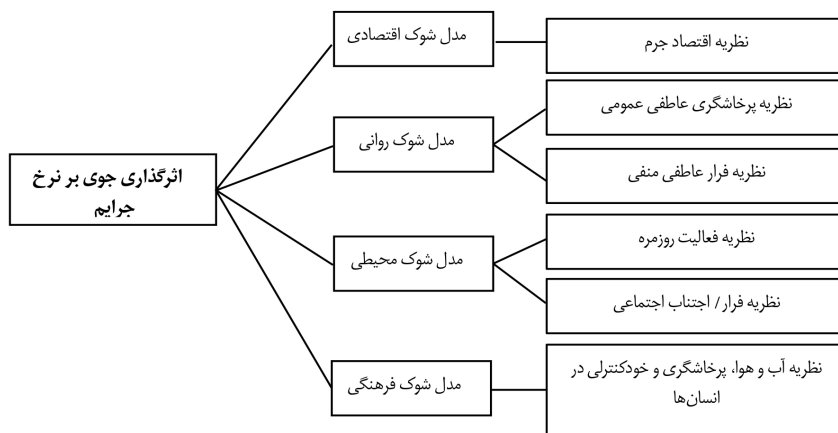 مدل شوک اقتصادی
نظریه اقتصاد جرم
نظریه پرخاشگری عاطفی عمومی
مدل شوک روانی
نظریه فرار عاطفی منفی
اثرگذاری جوی بر نرخ
جرایم
نظریه فعالیت روزمره
مدل شوک محیطی
نظریه فرار/ اجتناب اجتماعی
نظریه آب و هوا، پرخاشگری و خودکنترلی در
انسان‌ها
مدل شوک فرهنگی